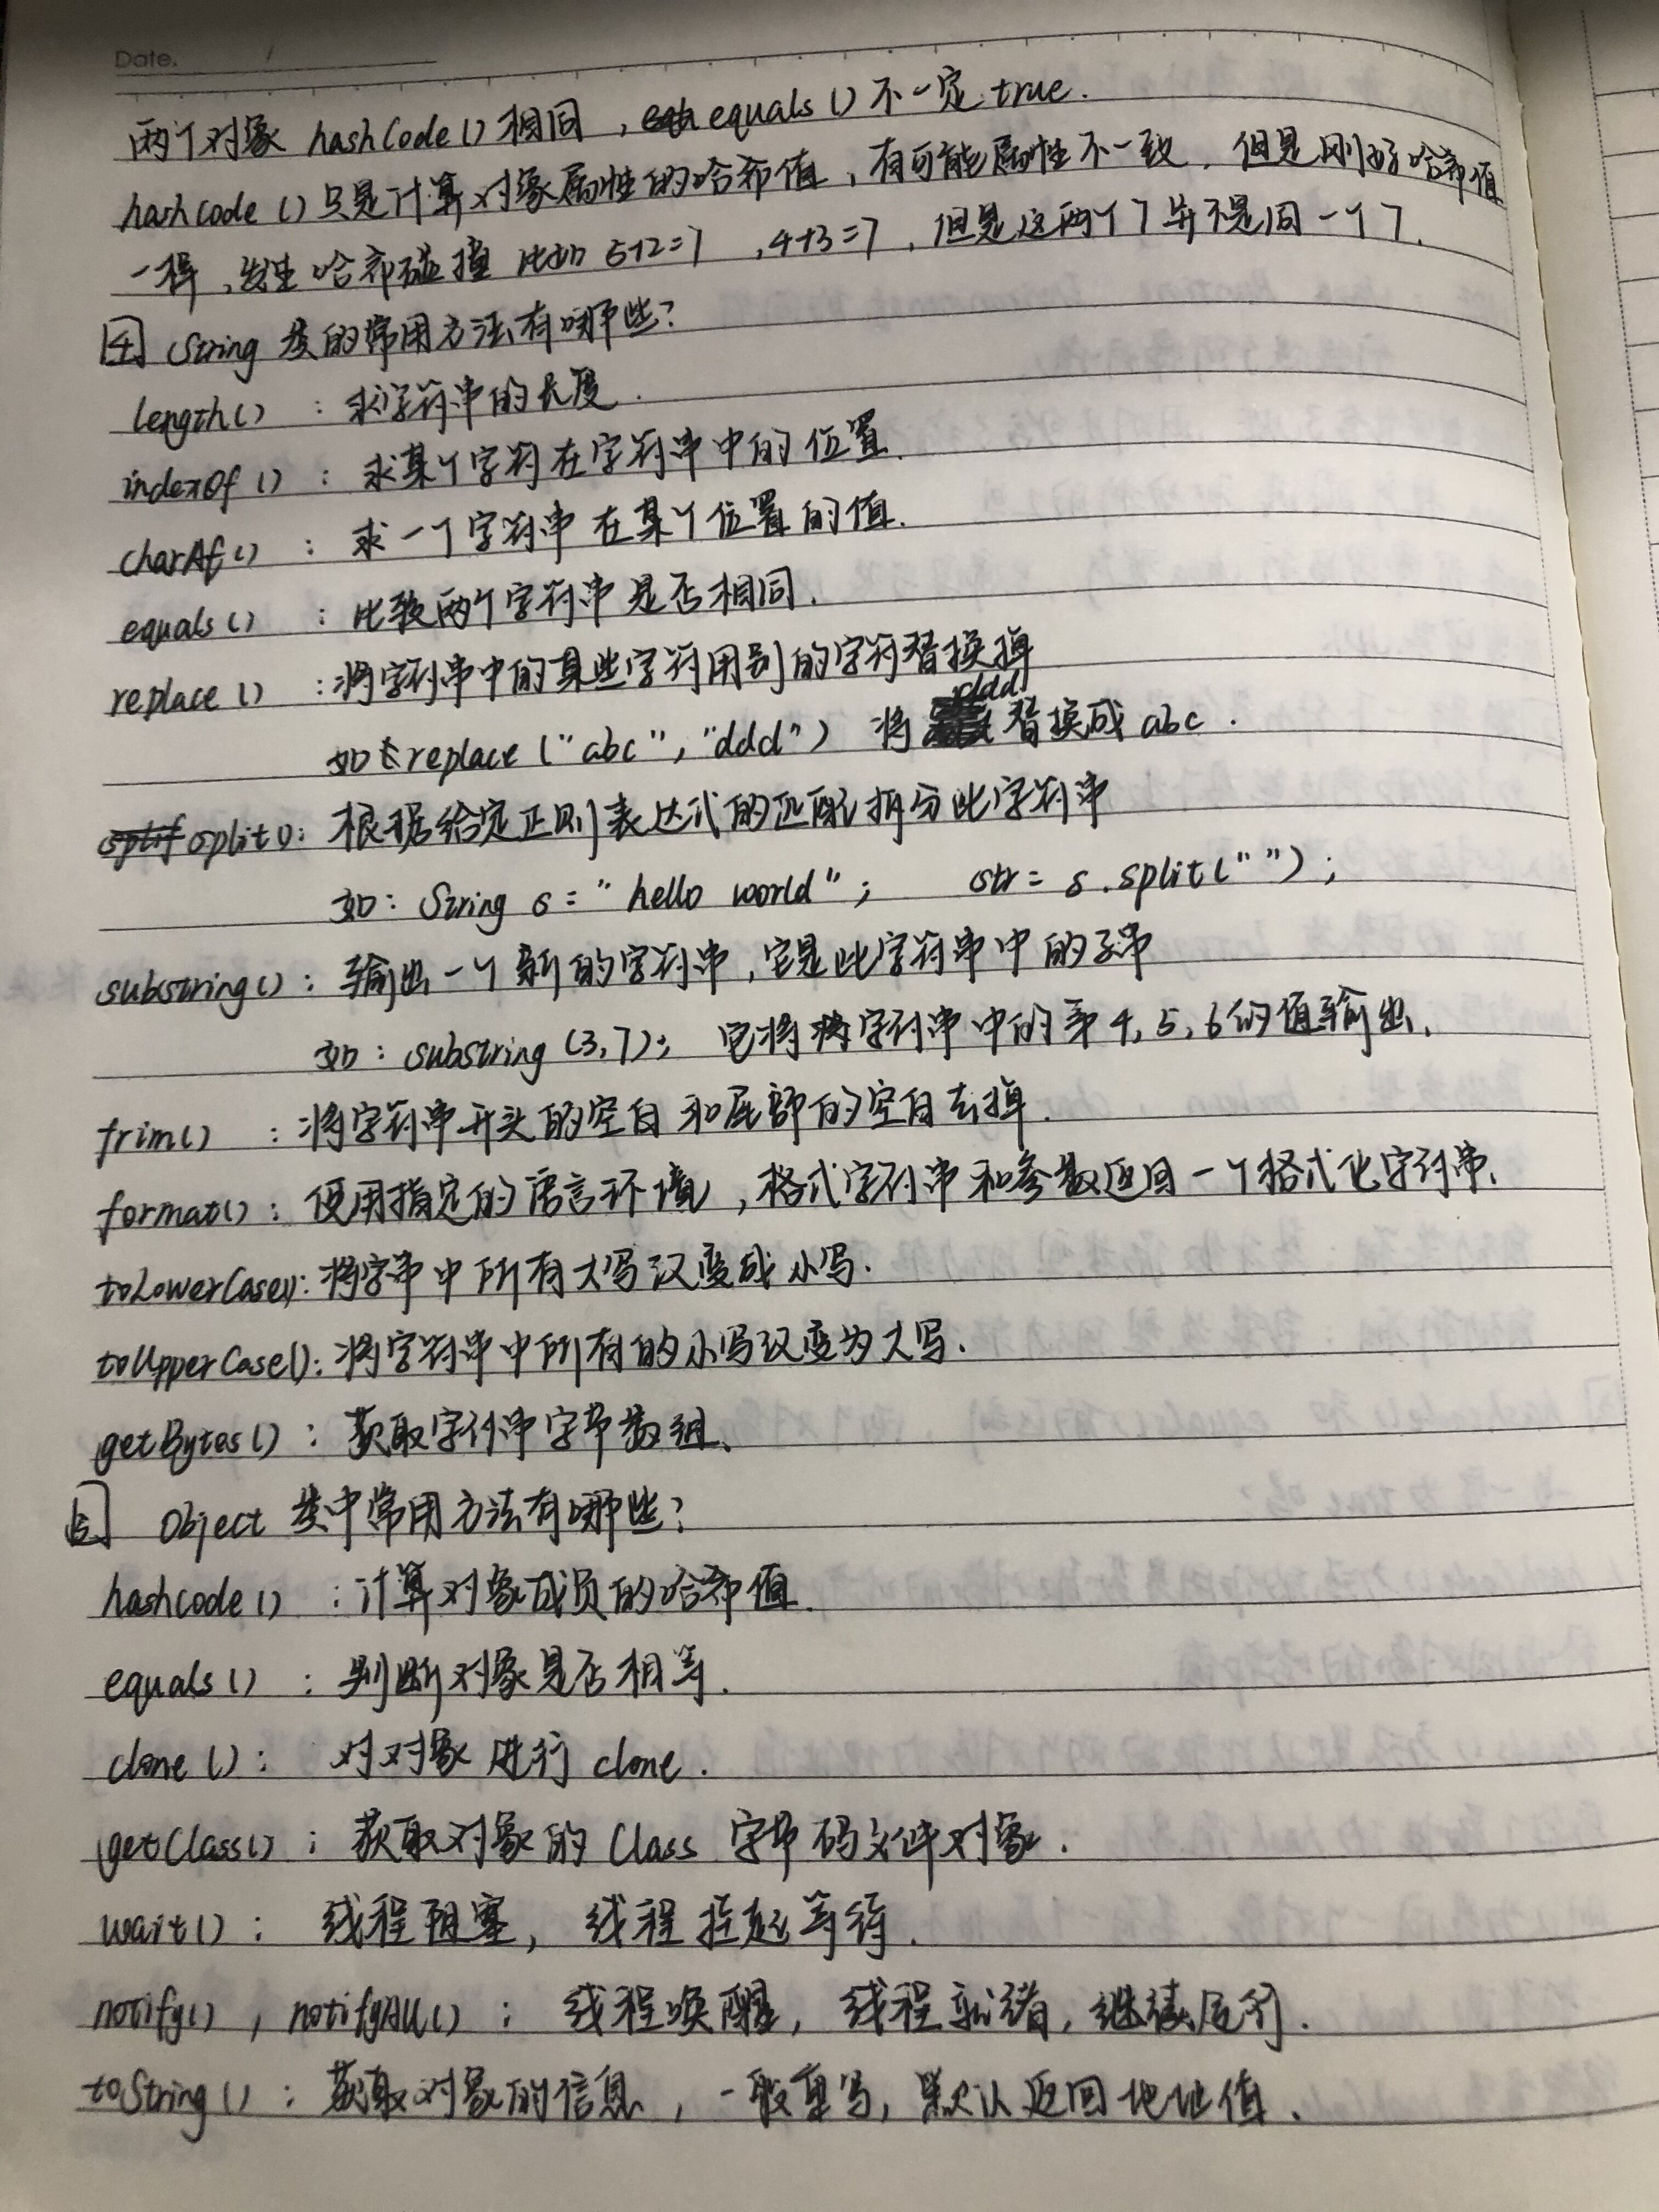 Date.
两个对象 hashCode() 相同，equals() 不一定 true.
hashcode () 只是计算对象属性的哈希值，有可能属性不一致，但是刚好哈希值
一样，发生哈希碰撞 比如 5+2=7 ，4+3=7，但是这两个7并不是同一个7.
4 String 类的常用方法有哪些?
length() : 求字符串的长度.
indexOf () : 求某个字符在字符串中的位置.
charAt() : 求一个字符串在某个位置的值.
equals () : 比较两个字符串是否相同.
replace () : 将字符串中的某些字符用别的字符替换掉
如 replace ("abc", "ddd") 将 ddd 替换成 abc .
split(): 根据给定正则表达式的匹配拆分此字符串
如: String s = "hello world"; str = s.split(" ");
substring() : 输出一个新的字符串，它是此字符串中的子串
如 : substring (3,7); 它将字符串中的第4, 5, 6的值输出.
trim() : 将字符串开头的空白和尾部的空白去掉.
format() : 使用指定的语言环境，格式字符串和参数返回一个格式化字符串.
toLowerCase(): 将字串中所有大写改变成小写.
toUpperCase(): 将字符串中所有的小写改变为大写.
getBytes() : 获取字符串字节数组.
5 Object 类中常用方法有哪些?
hashcode () : 计算对象成员的哈希值.
equals () : 判断对象是否相等.
clone () : 对对象进行 clone .
getClass() : 获取对象的 Class 字节码文件对象.
wait() : 线程阻塞， 线程挂起等待.
notify() , notifyAll() : 线程唤醒， 线程就绪，继续运行.
toString () : 获取对象的信息，一般重写，默认返回地址值.